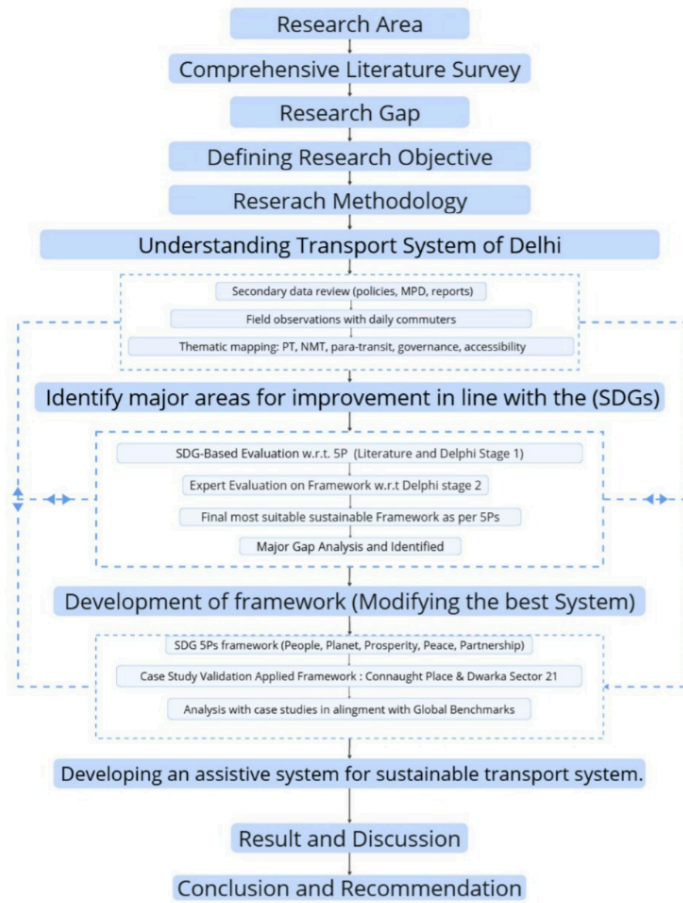 Research Area
Comprehensive Literature Survey
Research Gap
Defining Research Objective
Reserach Methodology
Understanding Transport System of Delhi
Secondary data review (policies, MPD, reports)
Field observations with daily commuters
Thematic mapping: PT, NMT, para-transit, governance, accessibility
Identify major areas for improvement in line with the (SDGs)
SDG-Based Evaluation w.r.t. 5P (Literature and Delphi Stage 1)
Expert Evaluation on Framework w.r.t Delphi stage 2
Final most suitable sustainable Framework as per 5Ps
Major Gap Analysis and Identified
Development of framework (Modifying the best System)
SDG 5Ps framework (People, Planet, Prosperity, Peace, Partnership)
Case Study Validation Applied Framework : Connaught Place & Dwarka Sector 21
Analysis with case studies in alingment with Global Benchmarks
Developing an assistive system for sustainable transport system.
Result and Discussion
Conclusion and Recommendation